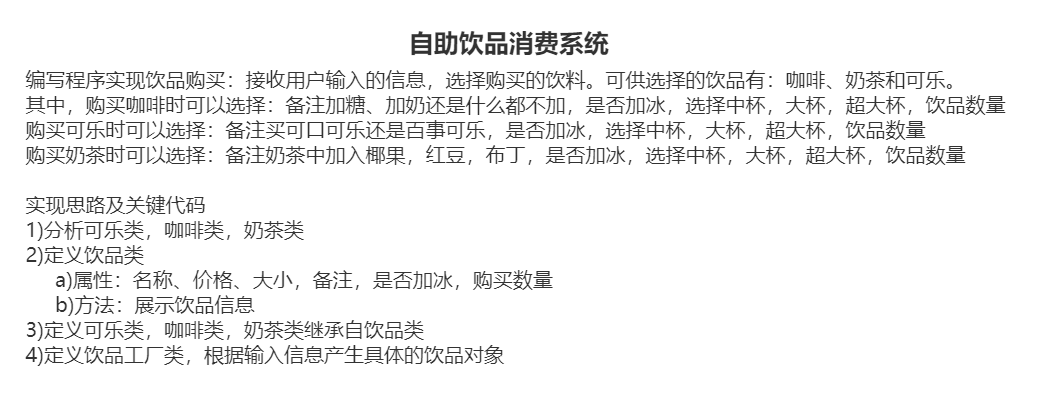 自助饮品消费系统
编写程序实现饮品购买：接收用户输入的信息，选择购买的饮料。可供选择的饮品有：咖啡、奶茶和可乐。
其中，购买咖啡时可以选择：备注加糖、加奶还是什么都不加，是否加冰，选择中杯，大杯，超大杯，饮品数量
购买可乐时可以选择：备注买可口可乐还是百事可乐，是否加冰，选择中杯，大杯，超大杯，饮品数量
购买奶茶时可以选择：备注奶茶中加入椰果，红豆，布丁，是否加冰，选择中杯，大杯，超大杯，饮品数量
实现思路及关键代码
1)分析可乐类，咖啡类，奶茶类
2)定义饮品类
a)属性：名称、价格、大小，备注，是否加冰，购买数量
b)方法：展示饮品信息
3)定义可乐类，咖啡类，奶茶类继承自饮品类
4)定义饮品工厂类，根据输入信息产生具体的饮品对象